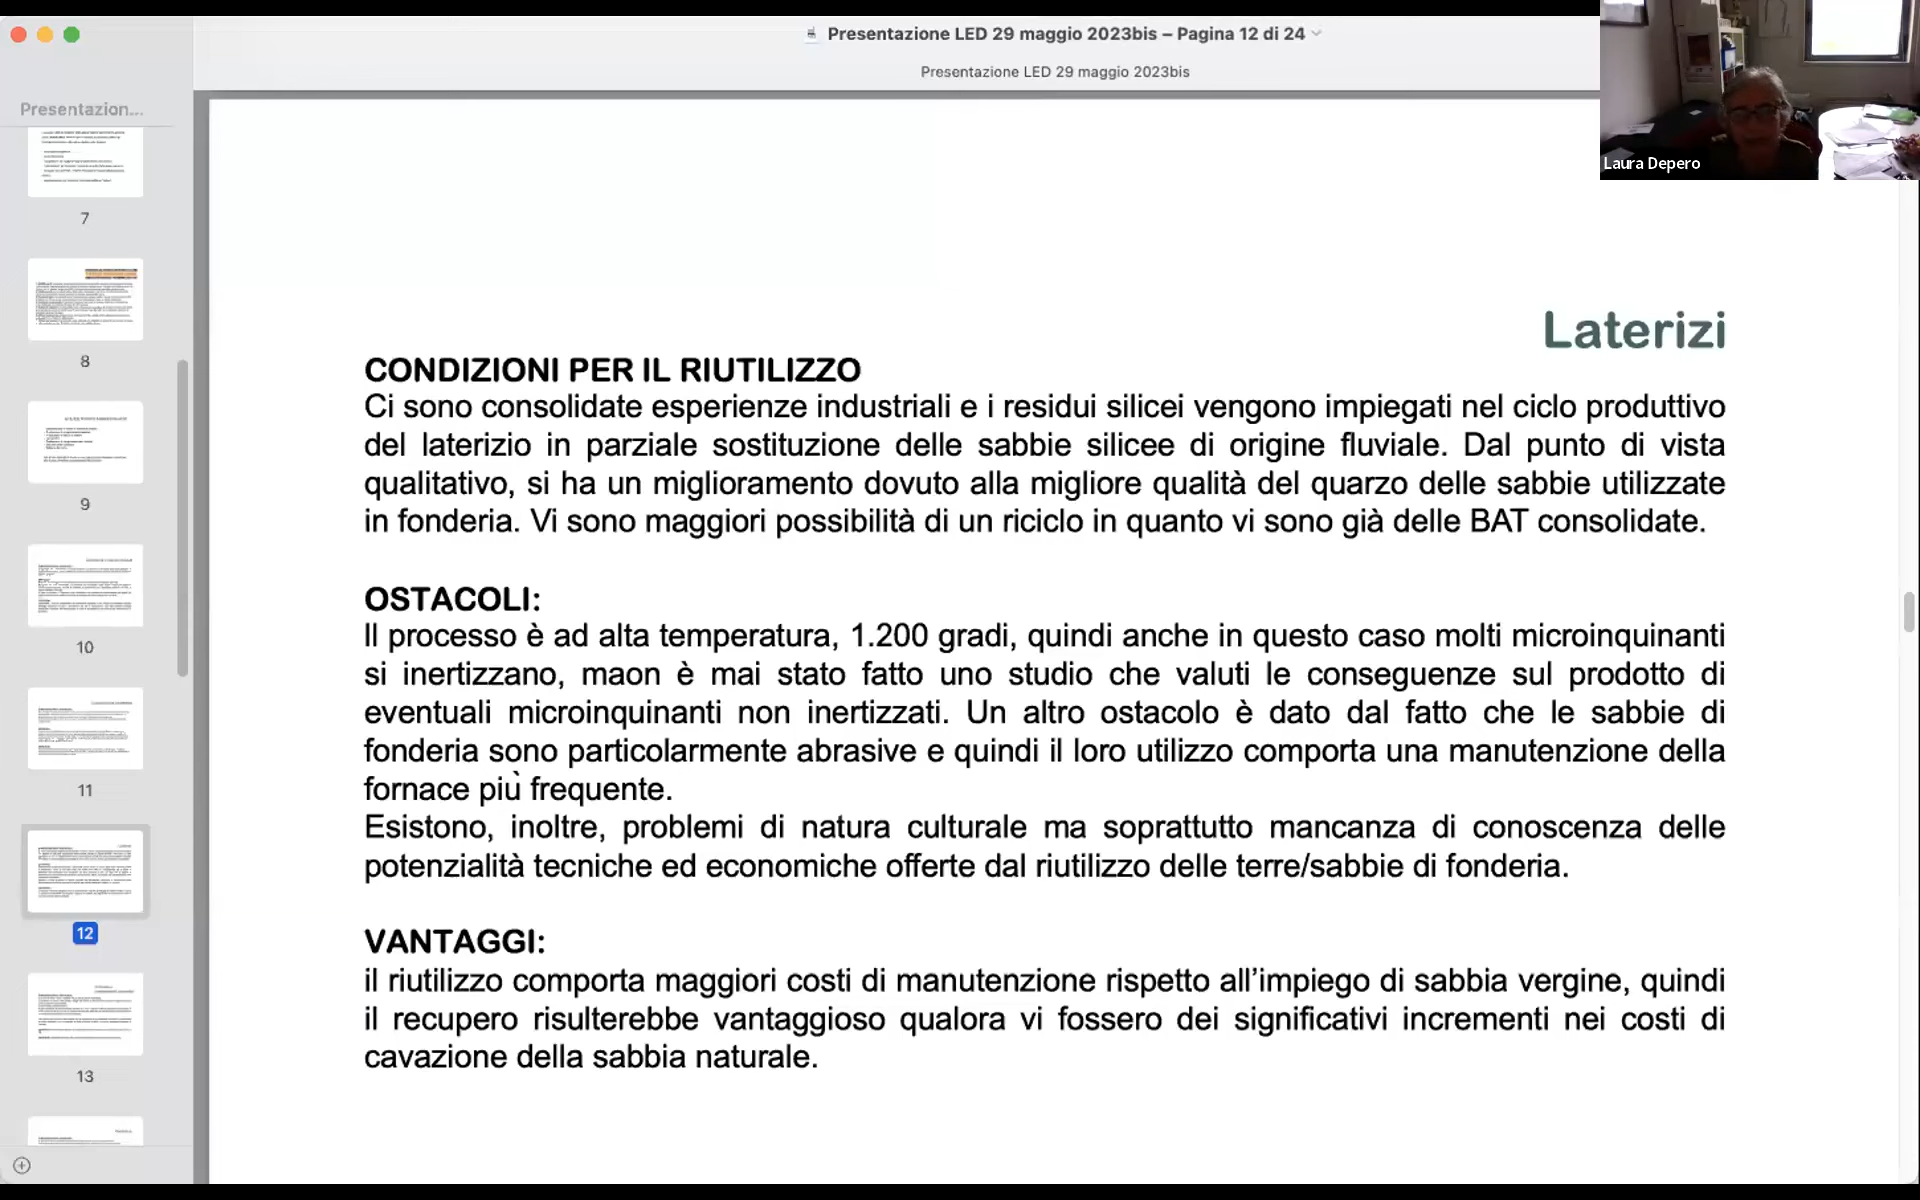 Presentazione LED 29 maggio 2023bis – Pagina 12 di 24
Presentazione LED 29 maggio 2023bis
Laura Depero
Presentazion...
7
8
9
10
11
12
13
Laterizi
CONDIZIONI PER IL RIUTILIZZO
Ci sono consolidate esperienze industriali e i residui silicei vengono impiegati nel ciclo produttivo
del laterizio in parziale sostituzione delle sabbie silicee di origine fluviale. Dal punto di vista
qualitativo, si ha un miglioramento dovuto alla migliore qualità del quarzo delle sabbie utilizzate
in fonderia. Vi sono maggiori possibilità di un riciclo in quanto vi sono già delle BAT consolidate.
OSTACOLI:
Il processo è ad alta temperatura, 1.200 gradi, quindi anche in questo caso molti microinquinanti
si inertizzano, maon è mai stato fatto uno studio che valuti le conseguenze sul prodotto di
eventuali microinquinanti non inertizzati. Un altro ostacolo è dato dal fatto che le sabbie di
fonderia sono particolarmente abrasive e quindi il loro utilizzo comporta una manutenzione della
fornace più frequente.
Esistono, inoltre, problemi di natura culturale ma soprattutto mancanza di conoscenza delle
potenzialità tecniche ed economiche offerte dal riutilizzo delle terre/sabbie di fonderia.
VANTAGGI:
il riutilizzo comporta maggiori costi di manutenzione rispetto all’impiego di sabbia vergine, quindi
il recupero risulterebbe vantaggioso qualora vi fossero dei significativi incrementi nei costi di
cavazione della sabbia naturale.